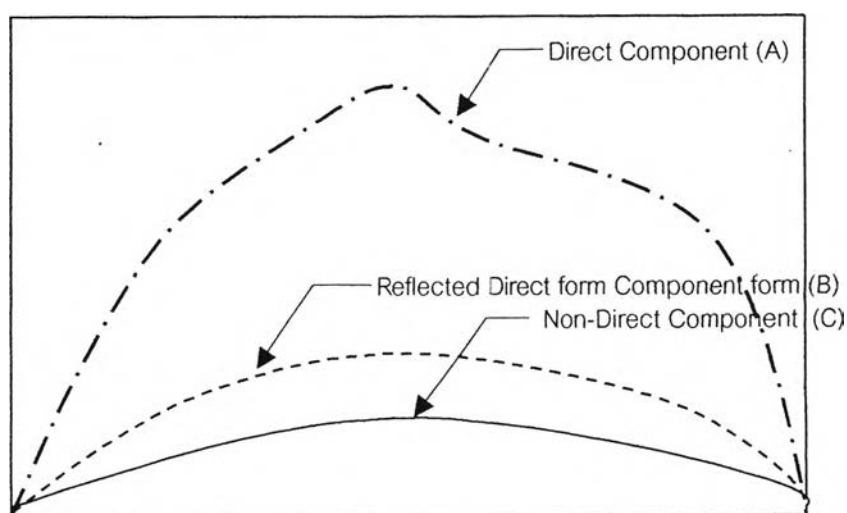 Direct Component (A)
Reflected Direct form Component form (B)
Non-Direct Component (C)